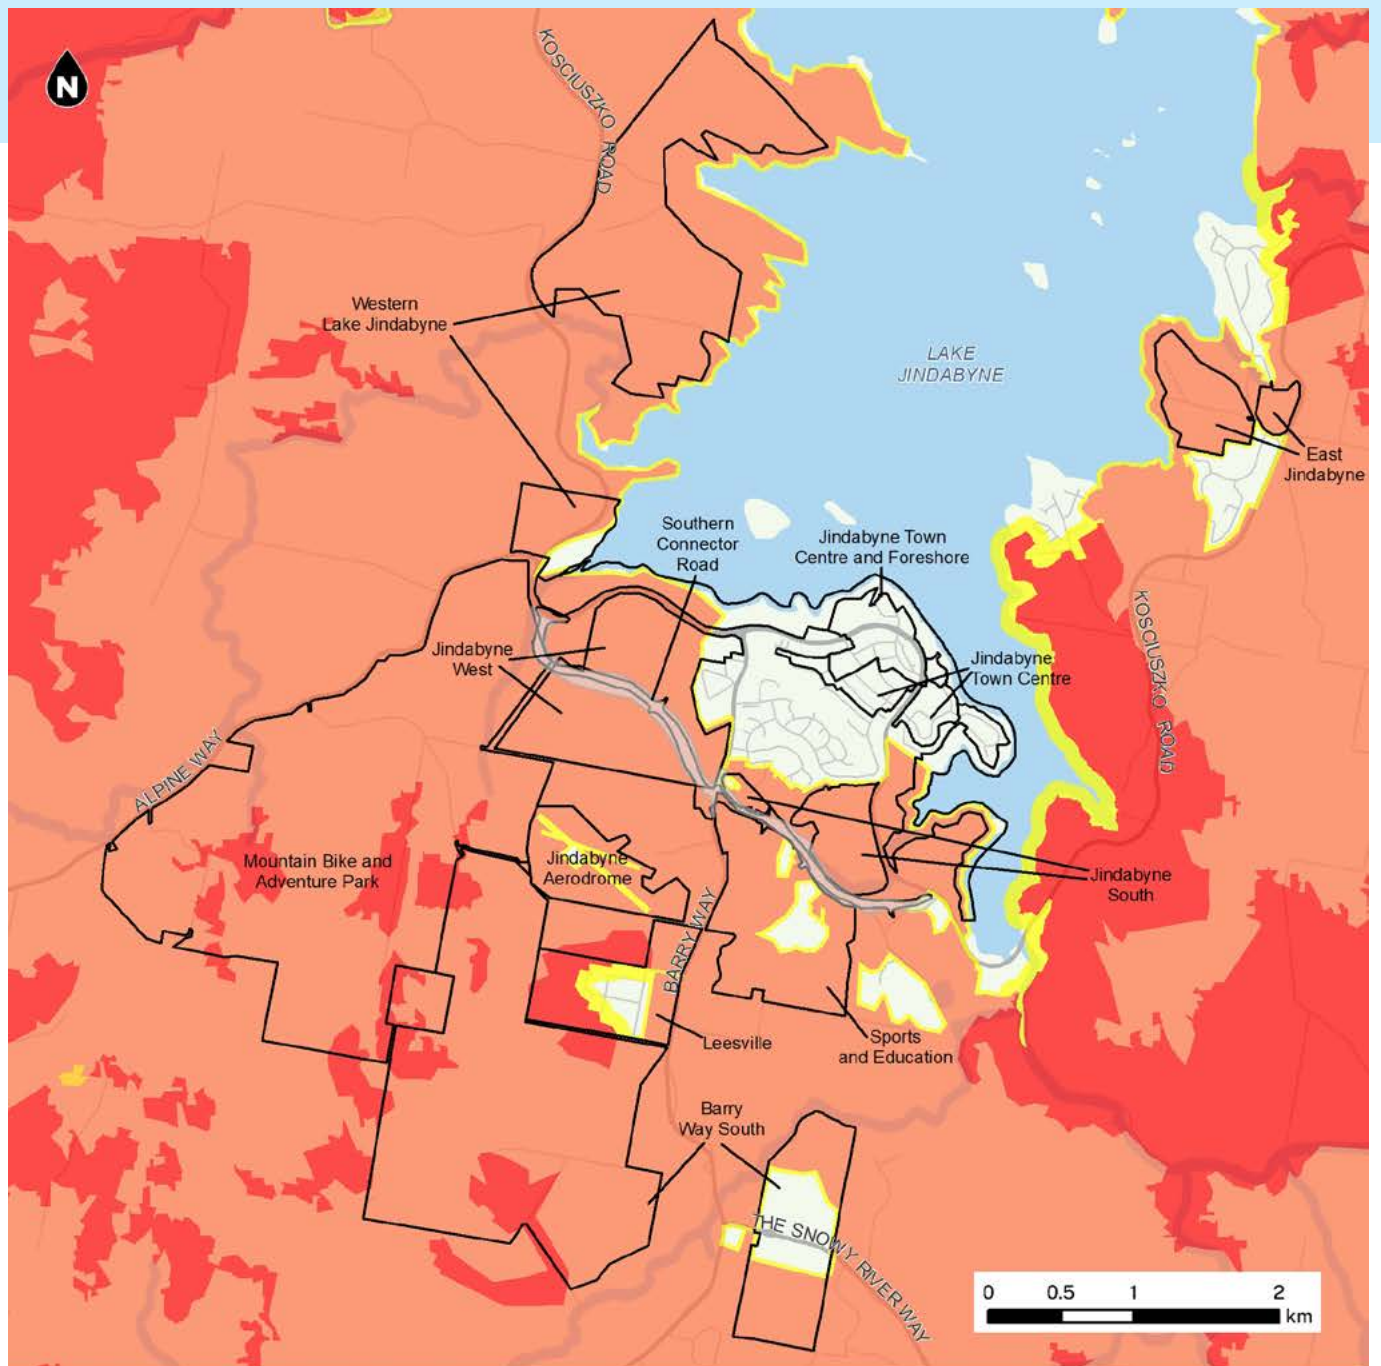 N
KOSCIUSZKO ROAD
Western
Lake Jindabyne
LAKE
JINDABYNE
East
Jindabyne
Southern
Connector
Road
Jindabyne Town
Centre and Foreshore
KOSCIUSZKO ROAD
Jindabyne
West
Jindabyne
Town Centre
ALPINE WAY
Mountain Bike and
Adventure Park
Jindabyne
Aerodrome
Jindabyne
South
BARRY WAY
Leesville
Sports
and Education
Barry
Way South
THE SNOWY RIVER WAY
0 0.5 1 2
km